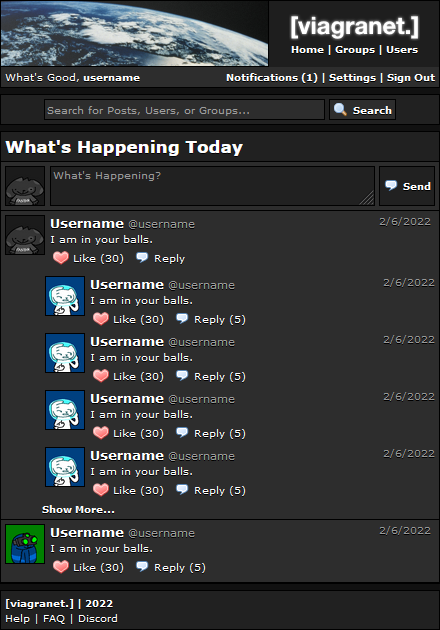 [viagranet.]
Home | Groups | Users
What's Good, username
Notifications (1) | Settings | Sign Out
Search for Posts, Users, or Groups...
Search
What's Happening Today
What's Happening?
Send
Username @username
2/6/2022
I am in your balls.
Like (30)
Reply
Username @username
2/6/2022
I am in your balls.
Like (30)
Reply (5)
Username @username
2/6/2022
I am in your balls.
Like (30)
Reply (5)
Username @username
2/6/2022
I am in your balls.
Like (30)
Reply (5)
Username @username
2/6/2022
I am in your balls.
Like (30)
Reply (5)
Show More...
Username @username
2/6/2022
I am in your balls.
Like (30)
Reply (5)
[viagranet.] | 2022
Help | FAQ | Discord